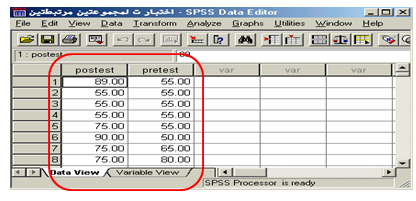 اختبار ت لمجموعتين مرتبطتين - SPSS Data Editor
File Edit View Data Transform Analyze Graphs Utilities Window Help
1 : postest 89
postest pretest var var var
1 89.00 55.00
2 55.00 55.00
3 55.00 55.00
4 55.00 55.00
5 75.00 55.00
6 90.00 50.00
7 75.00 65.00
8 75.00 80.00
Data View Variable View
SPSS Processor is ready